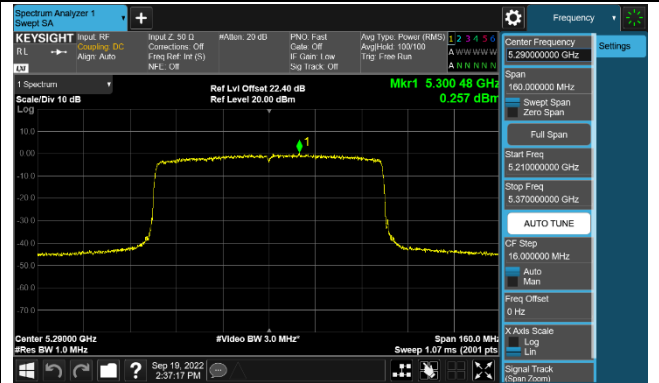 Spectrum Analyzer 1
Swept SA
Frequency
KEYSIGHT
RL
LXI
Input: RF
Coupling: DC
Align: Auto
Input Z: 50 Ω
Corrections: Off
Freq Ref: Int (S)
NFE: Off
#Atten: 20 dB
PNO: Fast
Gate: Off
IF Gain: Low
Sig Track: Off
Avg Type: Power (RMS)
Avg|Hold: 100/100
Trig: Free Run
1 2 3 4 5 6
A W W W W W
A N N N N N
1 Spectrum
Scale/Div 10 dB
Log
Ref Lvl Offset 22.40 dB
Ref Level 20.00 dBm
Mkr1 5.300 48 GHz
0.257 dBm
1
10.0
0.00
-10.0
-20.0
-30.0
-40.0
-50.0
-60.0
-70.0
Center 5.29000 GHz
#Res BW 1.0 MHz
#Video BW 3.0 MHz*
Span 160.0 MHz
Sweep 1.07 ms (2001 pts)
Sep 19, 2022
2:37:17 PM
Center Frequency
5.290000000 GHz
Span
160.000000 MHz
Swept Span
Zero Span
Full Span
Start Freq
5.210000000 GHz
Stop Freq
5.370000000 GHz
AUTO TUNE
CF Step
16.000000 MHz
Auto
Man
Freq Offset
0 Hz
X Axis Scale
Log
Lin
Signal Track
(Span Zoom)
Settings